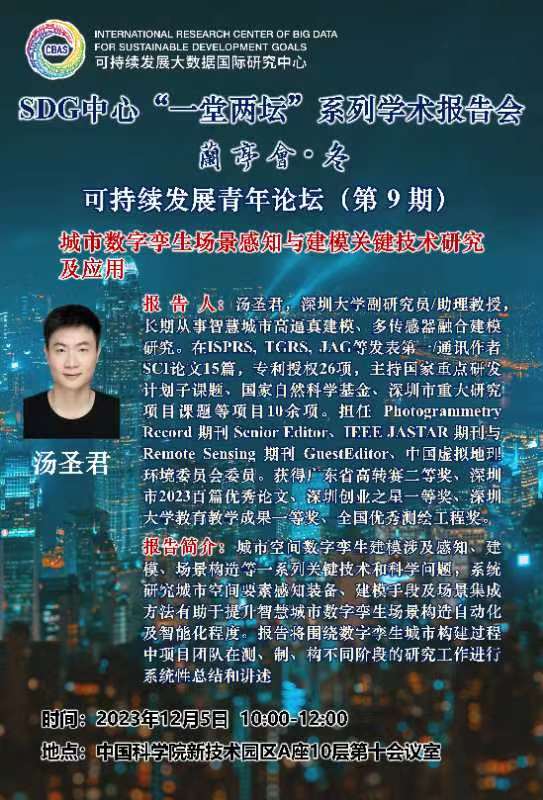 CBAS
INTERNATIONAL RESEARCH CENTER OF BIG DATA
FOR SUSTAINABLE DEVELOPMENT GOALS
可持续发展大数据国际研究中心
SDG中心“一堂两坛”系列学术报告会
蘭亭會·冬
可持续发展青年论坛（第 9 期）
城市数字孪生场景感知与建模关键技术研究
及应用
报 告 人：汤圣君，深圳大学副研究员/助理教授，
长期从事智慧城市高逼真建模、多传感器融合建模
研究。在ISPRS, TGRS, JAG等发表第一/通讯作者
SCI论文15篇，专利授权26项，主持国家重点研发
计划子课题、国家自然科学基金、深圳市重大研究
项目课题等项目10余项。担任 Photogrammetry
Record 期刊 Senior Editor、IEEE JASTAR 期刊与
Remote Sensing 期刊 GuestEditor、中国虚拟地理
环境委员会委员。获得广东省高转赛二等奖、深圳
市2023百篇优秀论文、深圳创业之星一等奖、深圳
大学教育教学成果一等奖、全国优秀测绘工程奖。
汤圣君
报告简介：城市空间数字孪生建模涉及感知、建
模、场景构造等一系列关键技术和科学问题，系统
研究城市空间要素感知装备、建模手段及场景集成
方法有助于提升智慧城市数字孪生场景构造自动化
及智能化程度。报告将围绕数字孪生城市构建过程
中项目团队在测、制、构不同阶段的研究工作进行
系统性总结和讲述
时间：2023年12月5日 10:00-12:00
地点：中国科学院新技术园区A座10层第十会议室